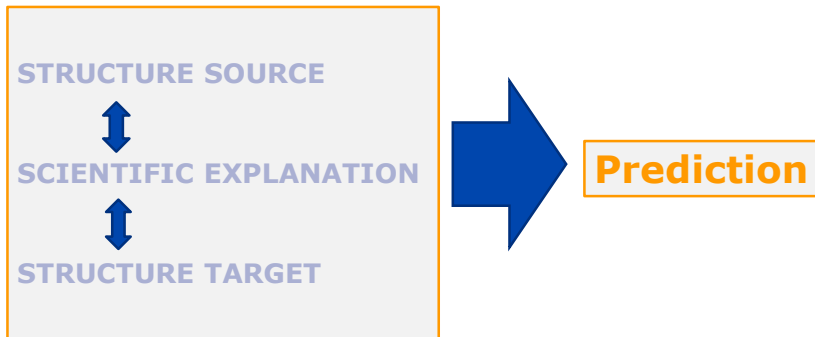 STRUCTURE SOURCE
SCIENTIFIC EXPLANATION
STRUCTURE TARGET
Prediction